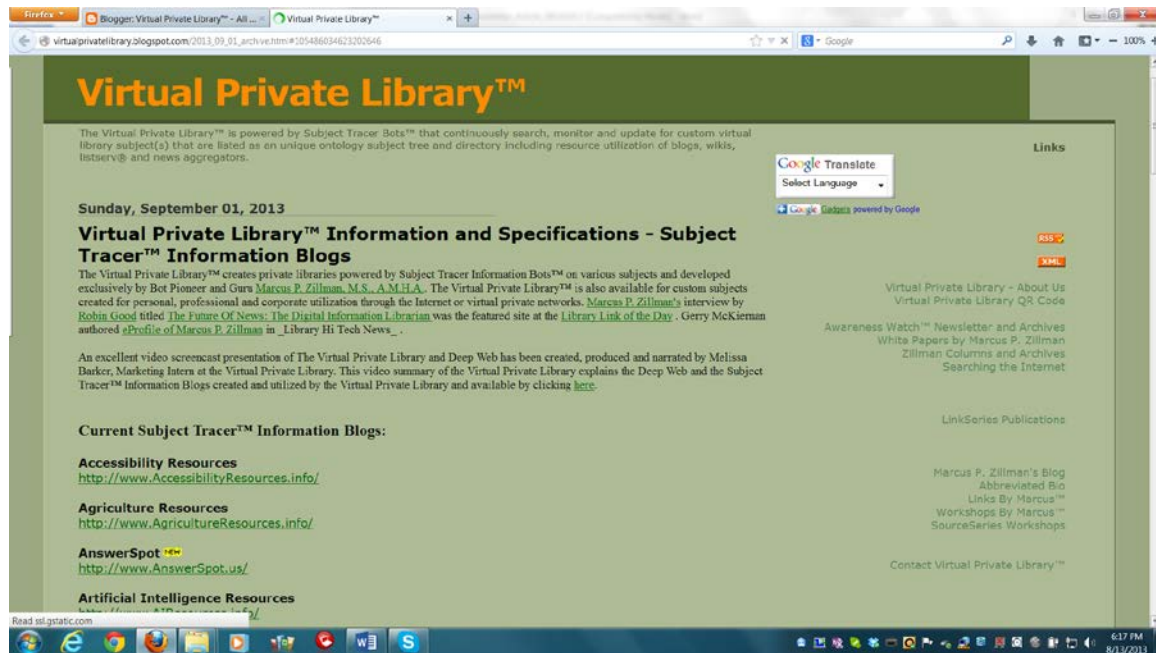 Firefox
Blogger: Virtual Private Library™ - All ...
Virtual Private Library™
virtualprivatelibrary.blogspot.com/2013_09_01_archive.html#105486034623202646
Google
100%
Virtual Private Library™
The Virtual Private Library™ is powered by Subject Tracer Bots™ that continuously search, monitor and update for custom virtual
library subject(s) that are listed as an unique ontology subject tree and directory including resource utilization of blogs, wikis,
listserv® and news aggregators.
Links
Google Translate
Select Language
Google Gadgets powered by Google
Sunday, September 01, 2013
Virtual Private Library™ Information and Specifications - Subject
Tracer™ Information Blogs
The Virtual Private Library™ creates private libraries powered by Subject Tracer Information Bots™ on various subjects and developed
exclusively by Bot Pioneer and Guru Marcus P. Zillman, M.S., A.M.H.A.. The Virtual Private Library™ is also available for custom subjects
created for personal, professional and corporate utilization through the Internet or virtual private networks. Marcus P. Zillman's interview by
Robin Good titled The Future Of News: The Digital Information Librarian was the featured site at the Library Link of the Day . Gerry McKiernan
authored eProfile of Marcus P. Zillman in _Library Hi Tech News_ .
An excellent video screencast presentation of The Virtual Private Library and Deep Web has been created, produced and narrated by Melissa
Barker, Marketing Intern at the Virtual Private Library. This video summary of the Virtual Private Library explains the Deep Web and the Subject
Tracer™ Information Blogs created and utilized by the Virtual Private Library and available by clicking here.
Current Subject Tracer™ Information Blogs:
Accessibility Resources
http://www.AccessibilityResources.info/
Agriculture Resources
http://www.AgricultureResources.info/
AnswerSpot NEW
http://www.AnswerSpot.us/
Artificial Intelligence Resources
http://www.AIResources.info/
RSS
XML
Virtual Private Library - About Us
Virtual Private Library QR Code
Awareness Watch™ Newsletter and Archives
White Papers by Marcus P. Zillman
Zillman Columns and Archives
Searching the Internet
LinkSeries Publications
Marcus P. Zillman's Blog
Abbreviated Bio
Links By Marcus™
Workshops By Marcus™
SourceSeries Workshops
Contact Virtual Private Library™
Read ssl.gstatic.com
6:17 PM
8/13/2013